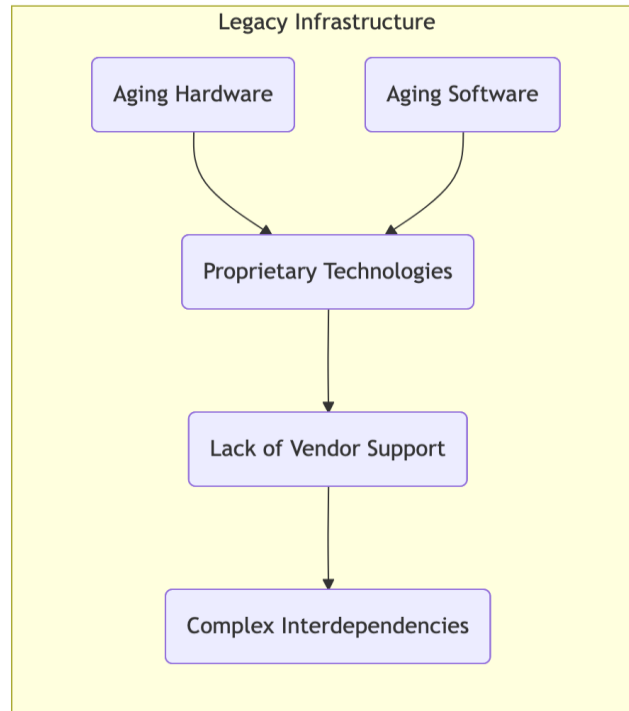 Legacy Infrastructure
Aging Hardware
Aging Software
Proprietary Technologies
Lack of Vendor Support
Complex Interdependencies